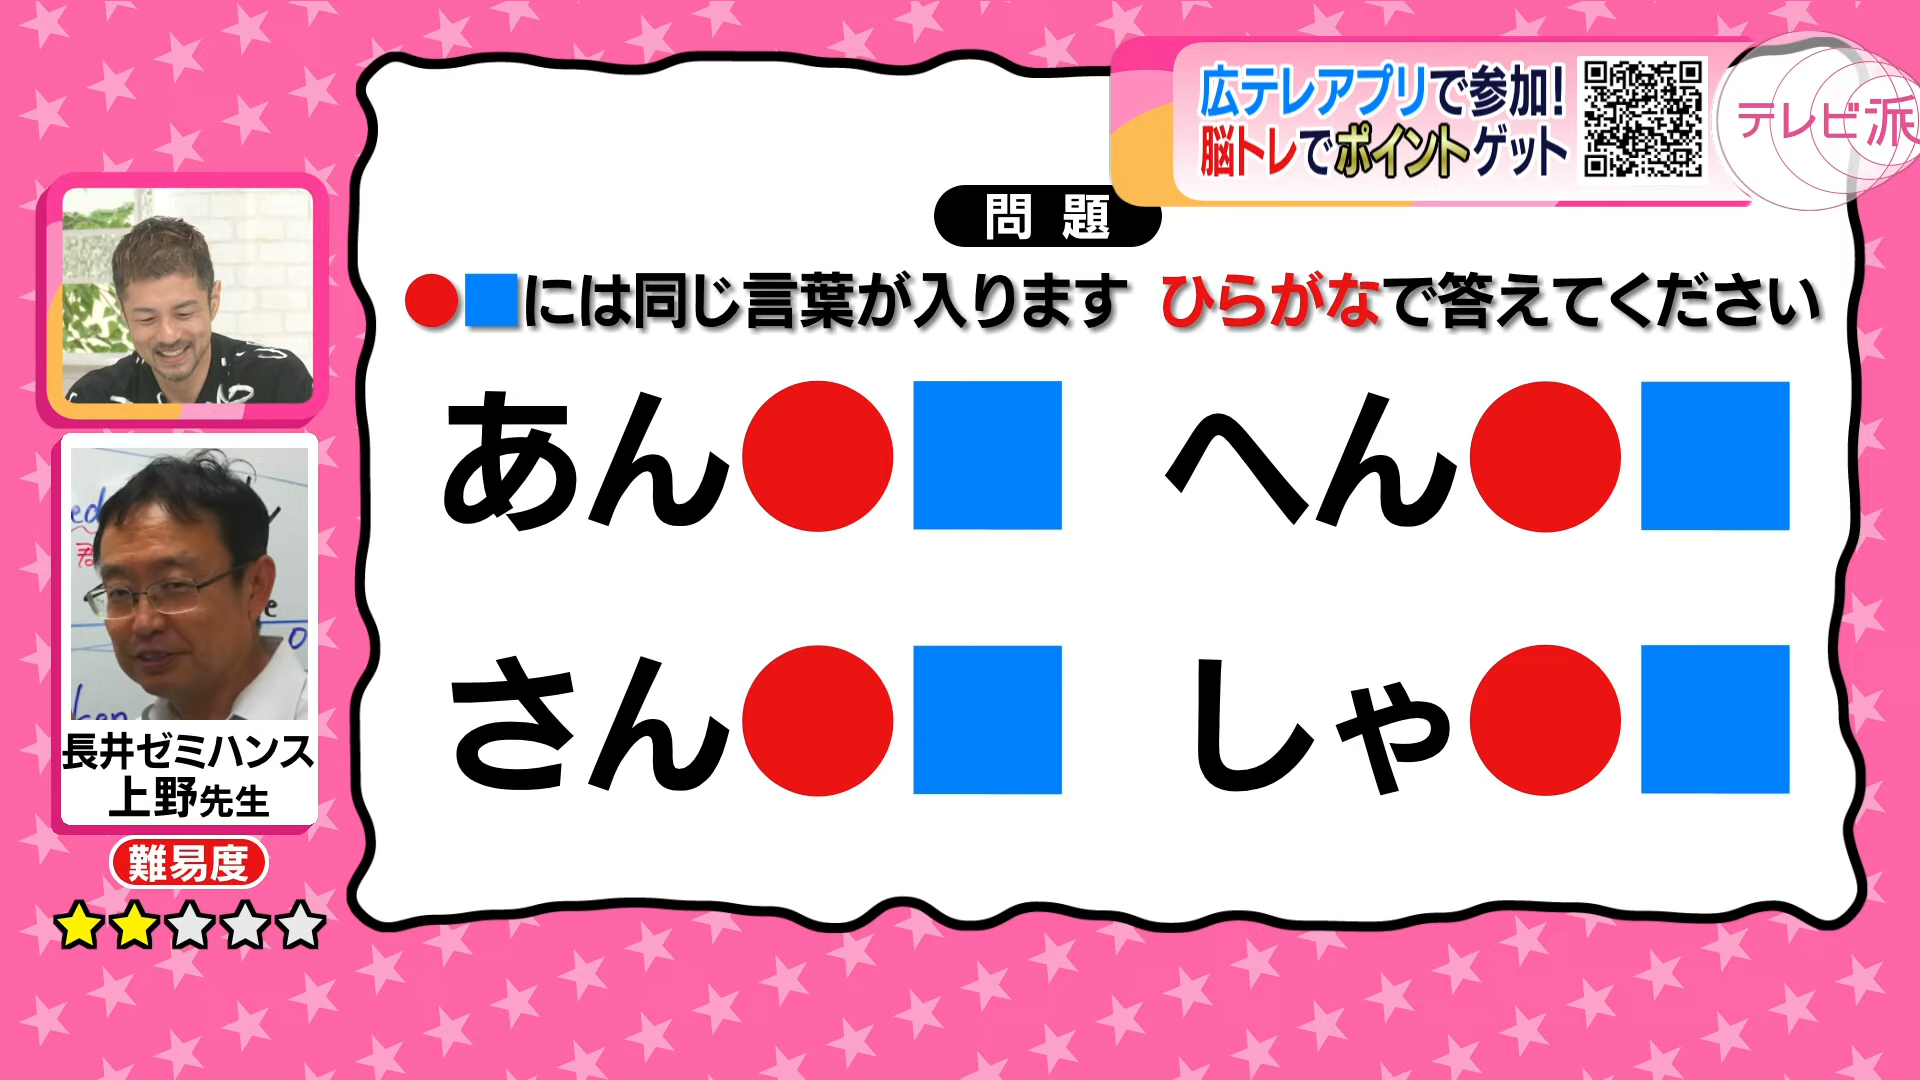 広テレアプリで参加!
脳トレでポイントゲット
テレビ派
問題
●■には同じ言葉が入ります ひらがなで答えてください
あん●■ へん●■
さん●■ しゃ●■
長井ゼミハンス
上野先生
難易度